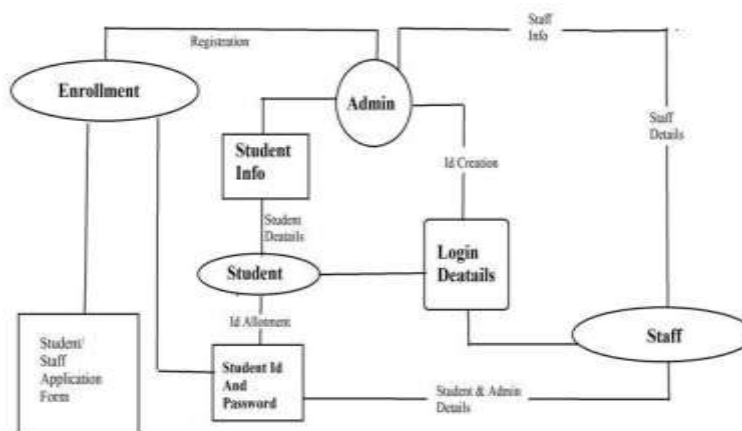 Staff
Info
Registration
Enrollment
Admin
Staff
Details
Student
Info
Id Creation
Student
Deatails
Login
Deatails
Student
Id Allotment
Staff
Student/
Staff
Application
Form
Student Id
And
Password
Student & Admin
Details